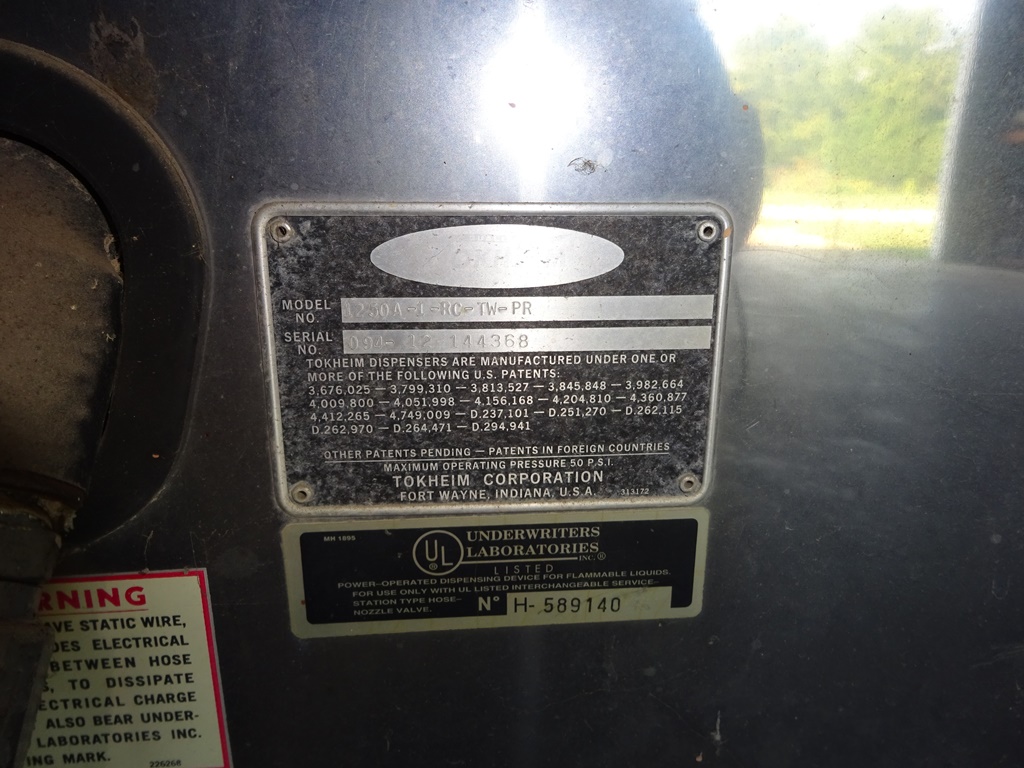 MODEL NO. 1250A-1-RC-TW-PR
SERIAL NO. 094-12 144368
TOKHEIM DISPENSERS ARE MANUFACTURED UNDER ONE OR
MORE OF THE FOLLOWING U.S. PATENTS:
3,676,025 — 3,799,310 — 3,813,527 — 3,845,848 — 3,982,664
4,009,800 — 4,051,998 — 4,156,168 — 4,204,810 — 4,360,877
4,412,265 — 4,749,009 — D.237,101 — D.251,270 — D.262,115
D.262,970 — D.264,471 — D.294,941
OTHER PATENTS PENDING — PATENTS IN FOREIGN COUNTRIES
MAXIMUM OPERATING PRESSURE 50 P.S.I.
TOKHEIM CORPORATION
FORT WAYNE, INDIANA, U.S.A. 313172
MH 1895
UL ® UNDERWRITERS
LABORATORIES INC.®
LISTED
POWER-OPERATED DISPENSING DEVICE FOR FLAMMABLE LIQUIDS.
FOR USE ONLY WITH UL LISTED INTERCHANGEABLE SERVICE-
STATION TYPE HOSE-
NOZZLE VALVE. Nº H- 589140
RNING
AVE STATIC WIRE,
OES ELECTRICAL
BETWEEN HOSE
S, TO DISSIPATE
ECTRICAL CHARGE
ALSO BEAR UNDER-
LABORATORIES INC.
ING MARK.
226268